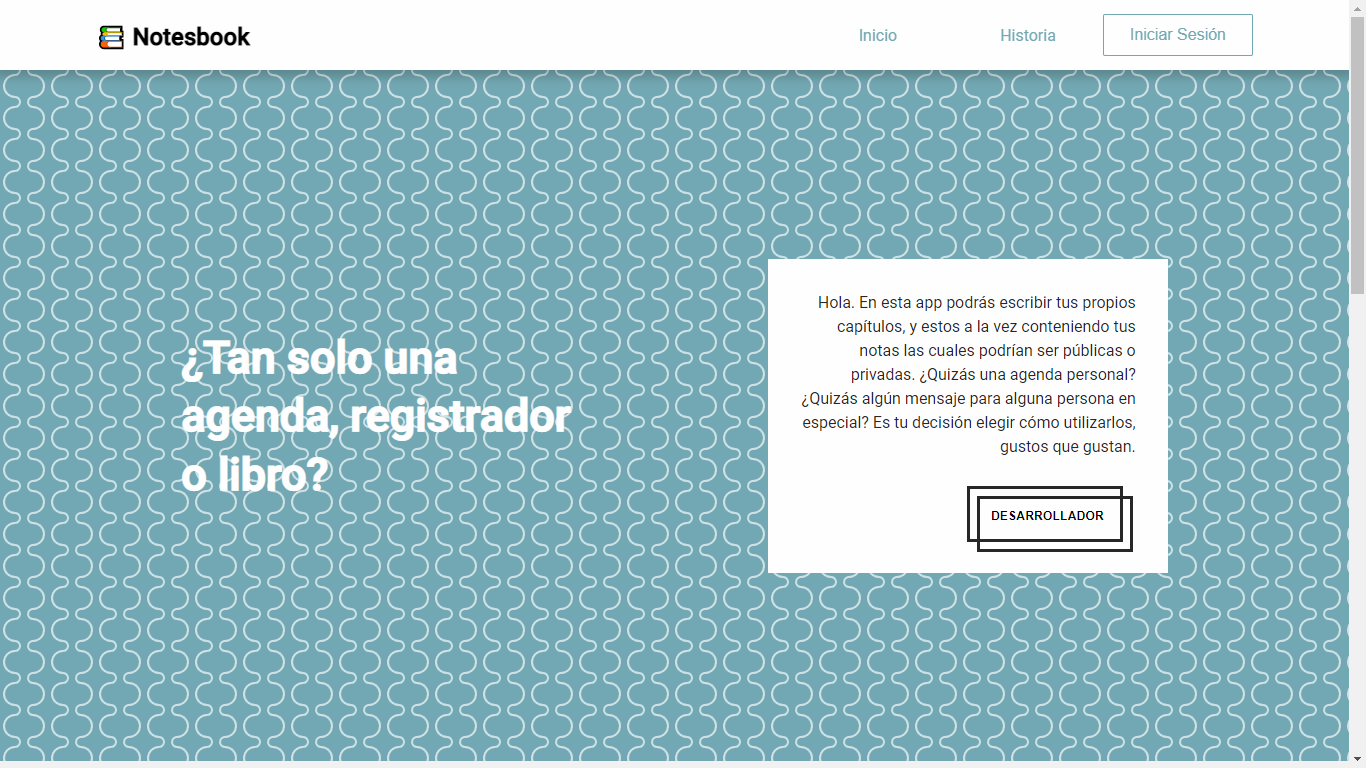 Notesbook
Inicio
Historia
Iniciar Sesión
¿Tan solo una
agenda, registrador
o libro?
Hola. En esta app podrás escribir tus propios
capítulos, y estos a la vez conteniendo tus
notas las cuales podrían ser públicas o
privadas. ¿Quizás una agenda personal?
¿Quizás algún mensaje para alguna persona en
especial? Es tu decisión elegir cómo utilizarlos,
gustos que gustan.
DESARROLLADOR